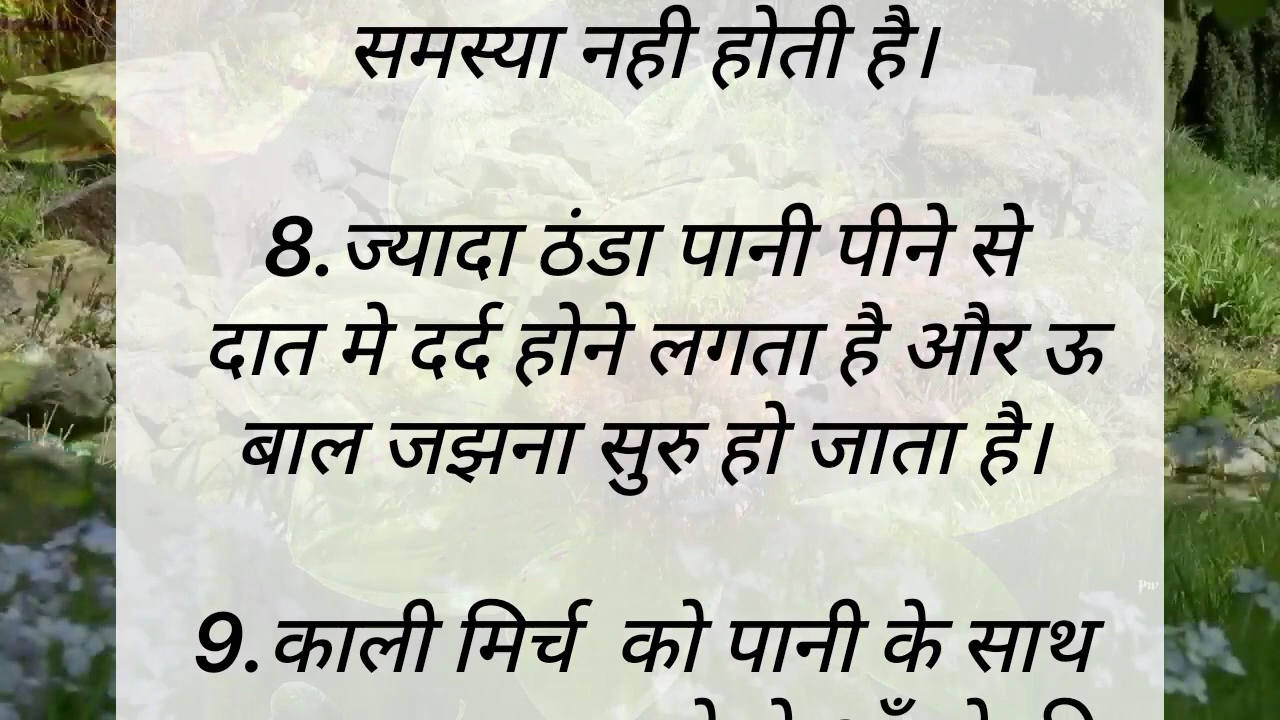 समस्या नही होती है।
8.ज्यादा ठंडा पानी पीने से
दात मे दर्द होने लगता है और ऊ
बाल जझना सुरु हो जाता है।
9.काली मिर्च को पानी के साथ